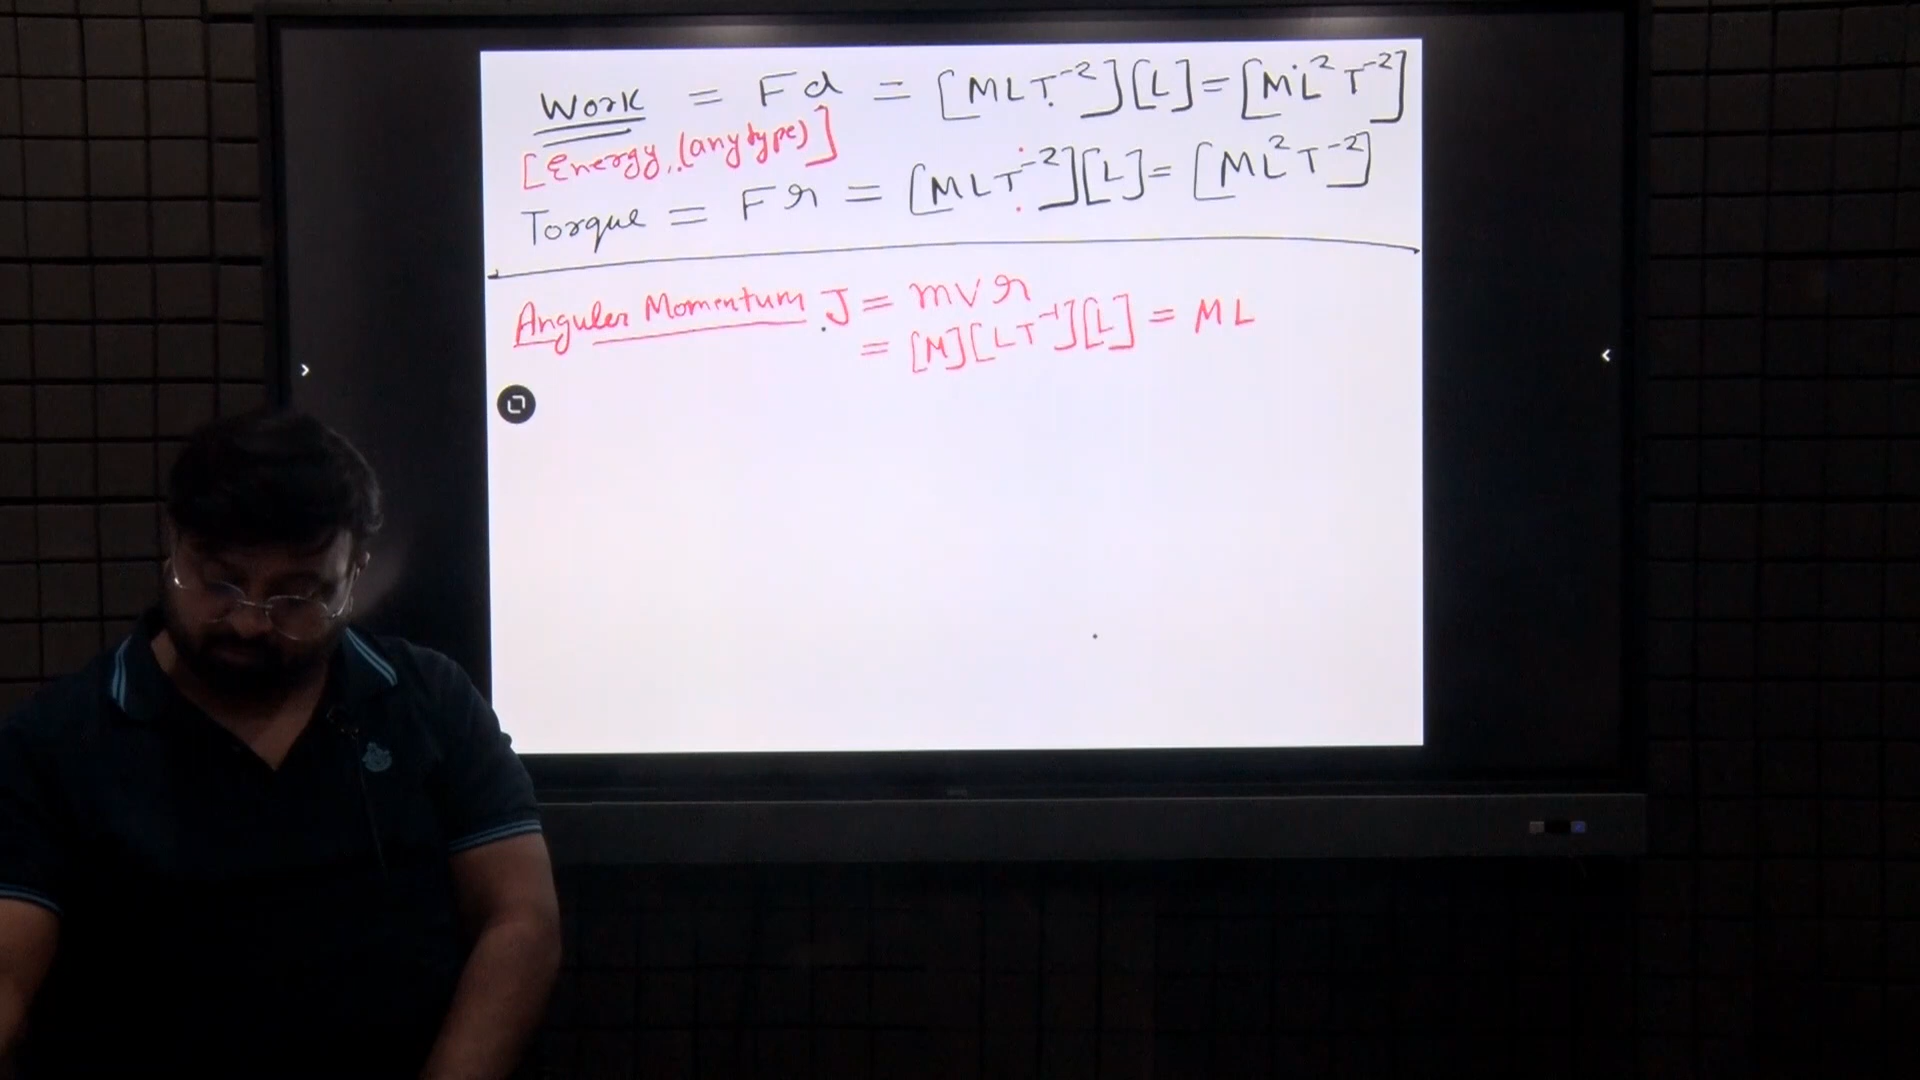 Work = Fd = [MLT⁻²][L] = [ML²T⁻²]
[Energy, (any type)]
Torque = Fr = [MLT⁻²][L] = [ML²T⁻²]
Angular Momentum J = mvr
= [M][LT⁻¹][L] = ML